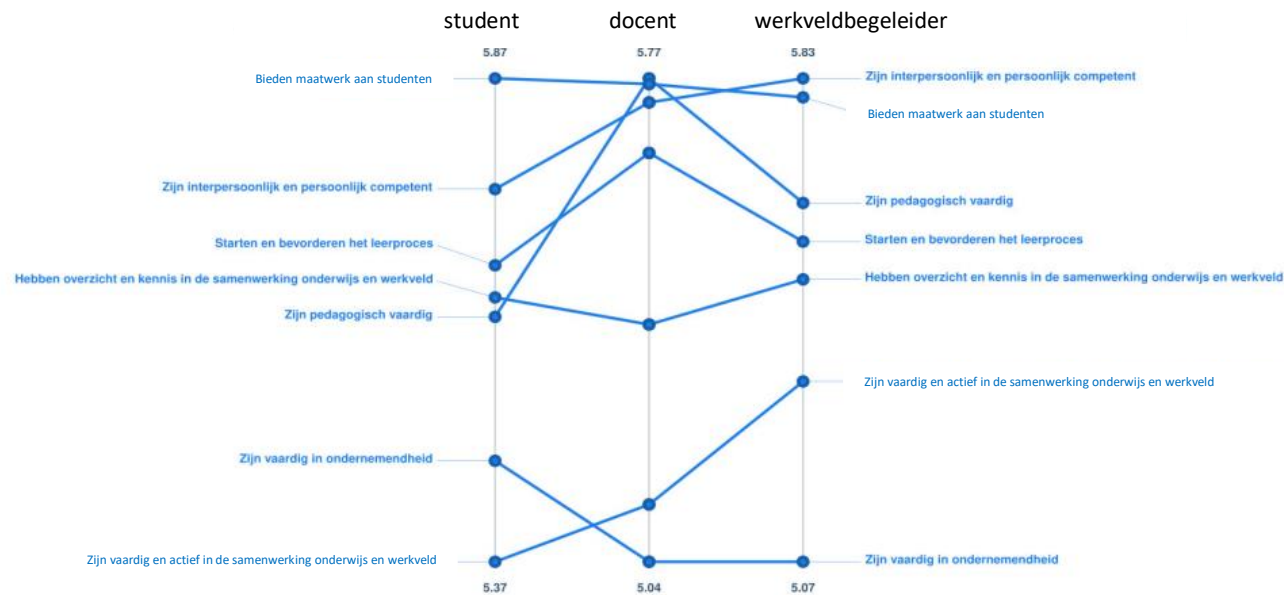 student docent werkveldbegeleider
5.87 5.77 5.83
Bieden maatwerk aan studenten
Zijn interpersoonlijk en persoonlijk competent
Bieden maatwerk aan studenten
Zijn interpersoonlijk en persoonlijk competent
Zijn pedagogisch vaardig
Starten en bevorderen het leerproces
Starten en bevorderen het leerproces
Hebben overzicht en kennis in de samenwerking onderwijs en werkveld
Hebben overzicht en kennis in de samenwerking onderwijs en werkveld
Zijn pedagogisch vaardig
Zijn vaardig en actief in de samenwerking onderwijs en werkveld
Zijn vaardig in ondernemendheid
Zijn vaardig en actief in de samenwerking onderwijs en werkveld
Zijn vaardig in ondernemendheid
5.37 5.04 5.07